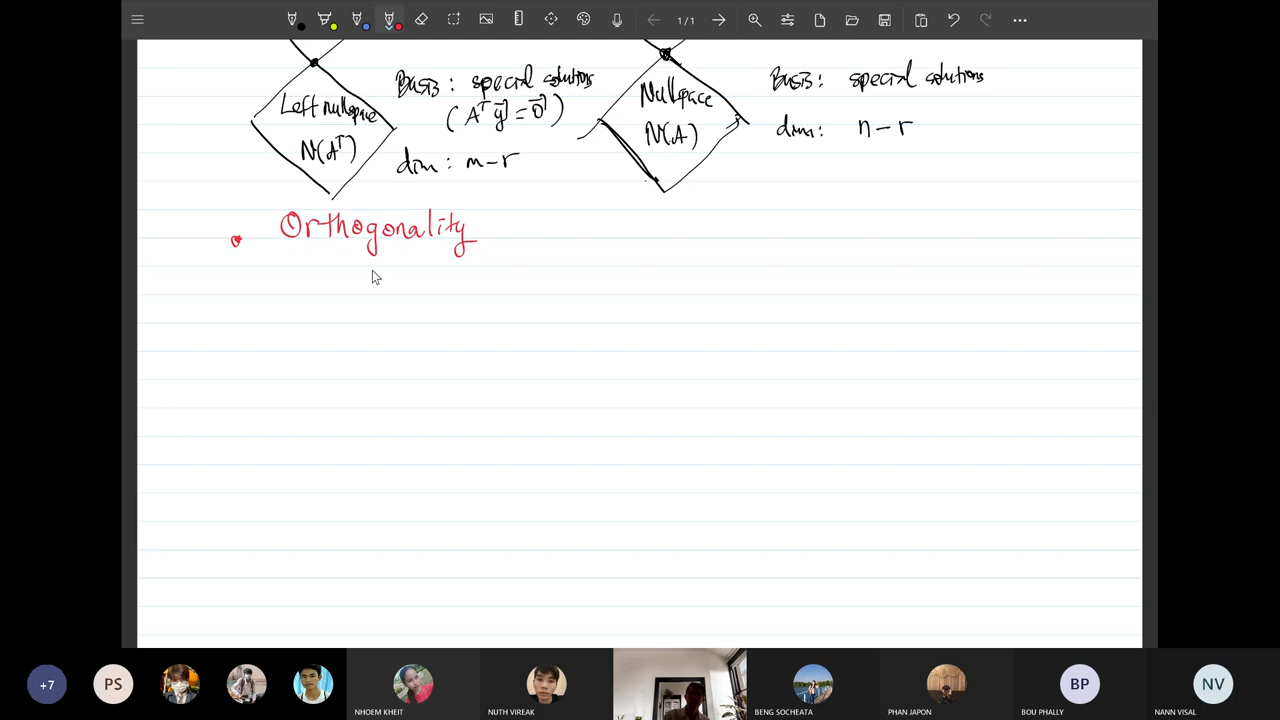 1/1
Left nullspace
N(Aᵀ)
Basis: special solutions
(Aᵀ y⃗ = 0⃗)
dim: m-r
Nullspace
N(A)
Basis: special solutions
dim: n-r
Orthogonality
+7
PS
NHOEM KHEIT
NUTH VIREAK
BENG SOCHEATA
PHAN JAPON
BP
BOU PHALLY
NV
NANN VISAL